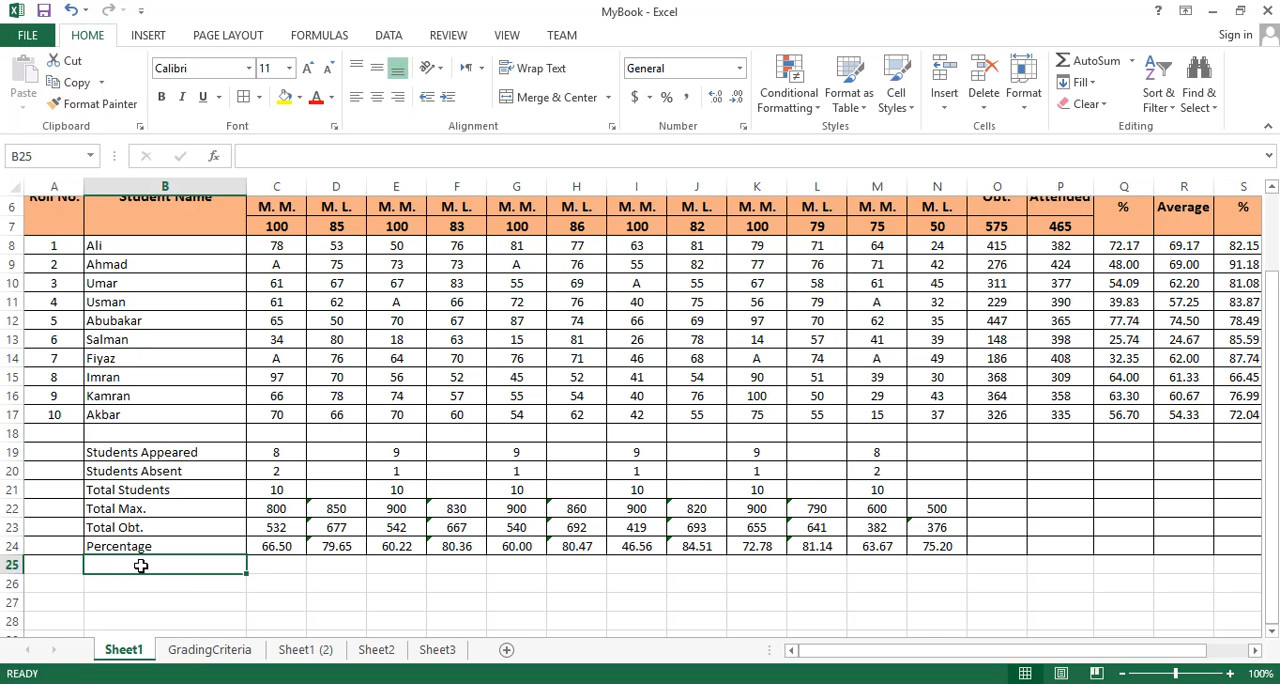 MyBook - Excel
?
FILE HOME INSERT PAGE LAYOUT FORMULAS DATA REVIEW VIEW TEAM Sign in
Paste Cut Copy Format Painter Clipboard
Calibri 11 A A B I U A Font
Wrap Text Merge & Center Alignment
General $ % , .0 .00 Number
Conditional Formatting Format as Table Cell Styles Styles
Insert Delete Format Cells
AutoSum Fill Clear Sort & Filter Find & Select Editing
B25 fx
A B C D E F G H I J K L M N O P Q R S
Roll No. Student Name Obt. Attended
6 M. M. M. L. M. M. M. L. M. M. M. L. M. M. M. L. M. M. M. L. M. M. M. L. % Average %
7 100 85 100 83 100 86 100 82 100 79 75 50 575 465
8 1 Ali 78 53 50 76 81 77 63 81 79 71 64 24 415 382 72.17 69.17 82.15
9 2 Ahmad A 75 73 73 A 76 55 82 77 76 71 42 276 424 48.00 69.00 91.18
10 3 Umar 61 67 67 83 55 69 A 55 67 58 61 45 311 377 54.09 62.20 81.08
11 4 Usman 61 62 A 66 72 76 40 75 56 79 A 32 229 390 39.83 57.25 83.87
12 5 Abubakar 65 50 70 67 87 74 66 69 97 70 62 35 447 365 77.74 74.50 78.49
13 6 Salman 34 80 18 63 15 81 26 78 14 57 41 39 148 398 25.74 24.67 85.59
14 7 Fiyaz A 76 64 70 76 71 46 68 A 74 A 49 186 408 32.35 62.00 87.74
15 8 Imran 97 70 56 52 45 52 41 54 90 51 39 30 368 309 64.00 61.33 66.45
16 9 Kamran 66 78 74 57 55 54 40 76 100 50 29 43 364 358 63.30 60.67 76.99
17 10 Akbar 70 66 70 60 54 62 42 55 75 55 15 37 326 335 56.70 54.33 72.04
18
19 Students Appeared 8 9 9 9 9 8
20 Students Absent 2 1 1 1 1 2
21 Total Students 10 10 10 10 10 10
22 Total Max. 800 850 900 830 900 860 900 820 900 790 600 500
23 Total Obt. 532 677 542 667 540 692 419 693 655 641 382 376
24 Percentage 66.50 79.65 60.22 80.36 60.00 80.47 46.56 84.51 72.78 81.14 63.67 75.20
25
26
27
28
Sheet1 GradingCriteria Sheet1 (2) Sheet2 Sheet3
READY 100%